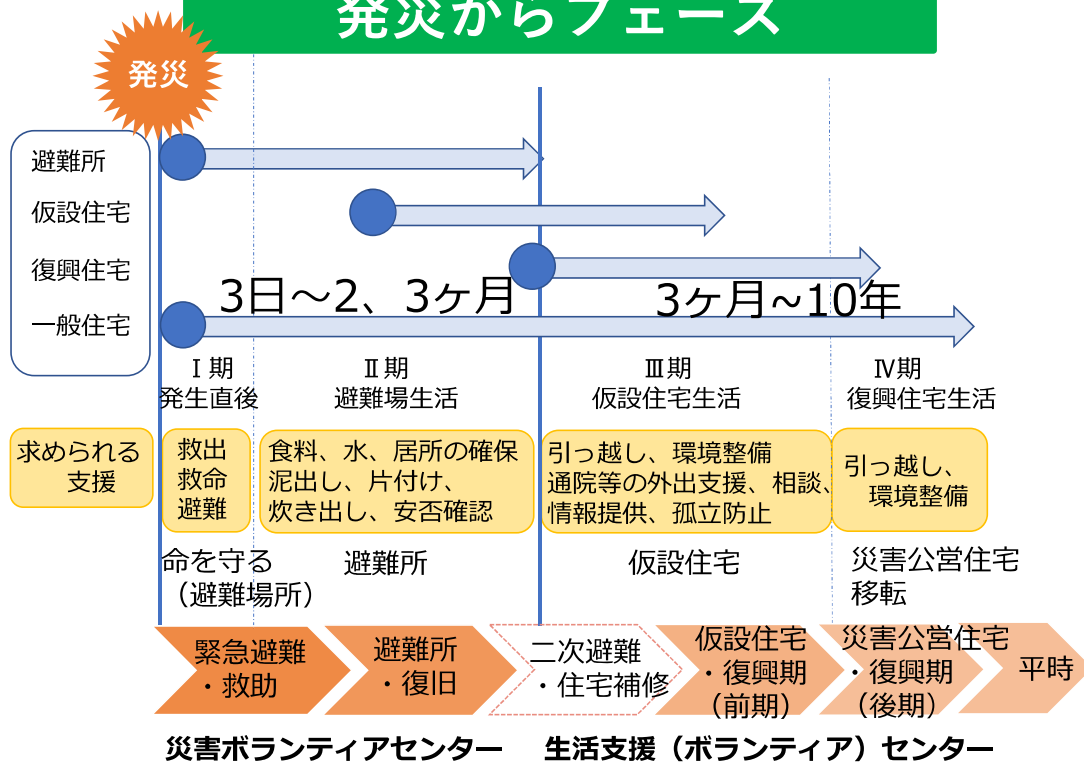 発災からフェーズ
発災
避難所
仮設住宅
復興住宅
一般住宅
3日～2、3ケ月
3ケ月~10年
Ⅰ期
発生直後
Ⅱ期
避難場生活
Ⅲ期
仮設住宅生活
Ⅳ期
復興住宅生活
求められる
支援
救出
救命
避難
食料、水、居所の確保
泥出し、片付け、
炊き出し、安否確認
引っ越し、環境整備
通院等の外出支援、相談、
情報提供、孤立防止
引っ越し、
環境整備
命を守る
（避難場所）
避難所
仮設住宅
災害公営住宅
移転
緊急避難
・救助
避難所
・復旧
二次避難
・住宅補修
仮設住宅
・復興期
（前期）
災害公営住宅
・復興期
（後期）
平時
災害ボランティアセンター
生活支援（ボランティア）センター